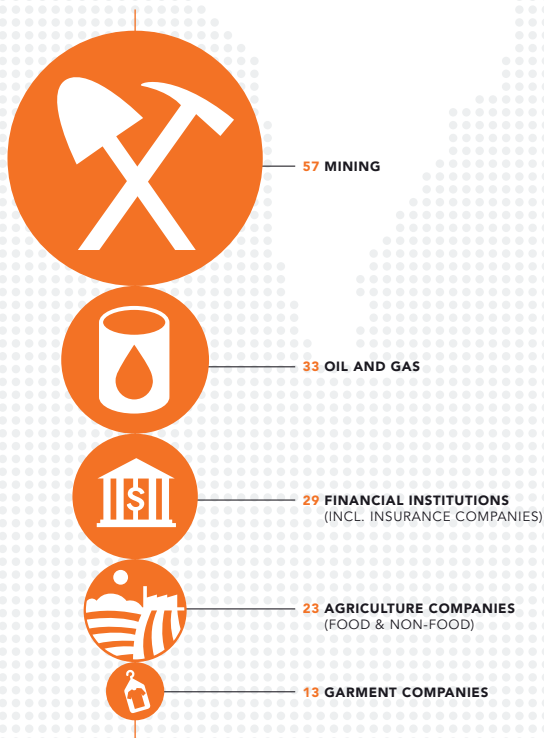 57 MINING
33 OIL AND GAS
$
29 FINANCIAL INSTITUTIONS
(INCL. INSURANCE COMPANIES)
23 AGRICULTURE COMPANIES
(FOOD & NON-FOOD)
13 GARMENT COMPANIES